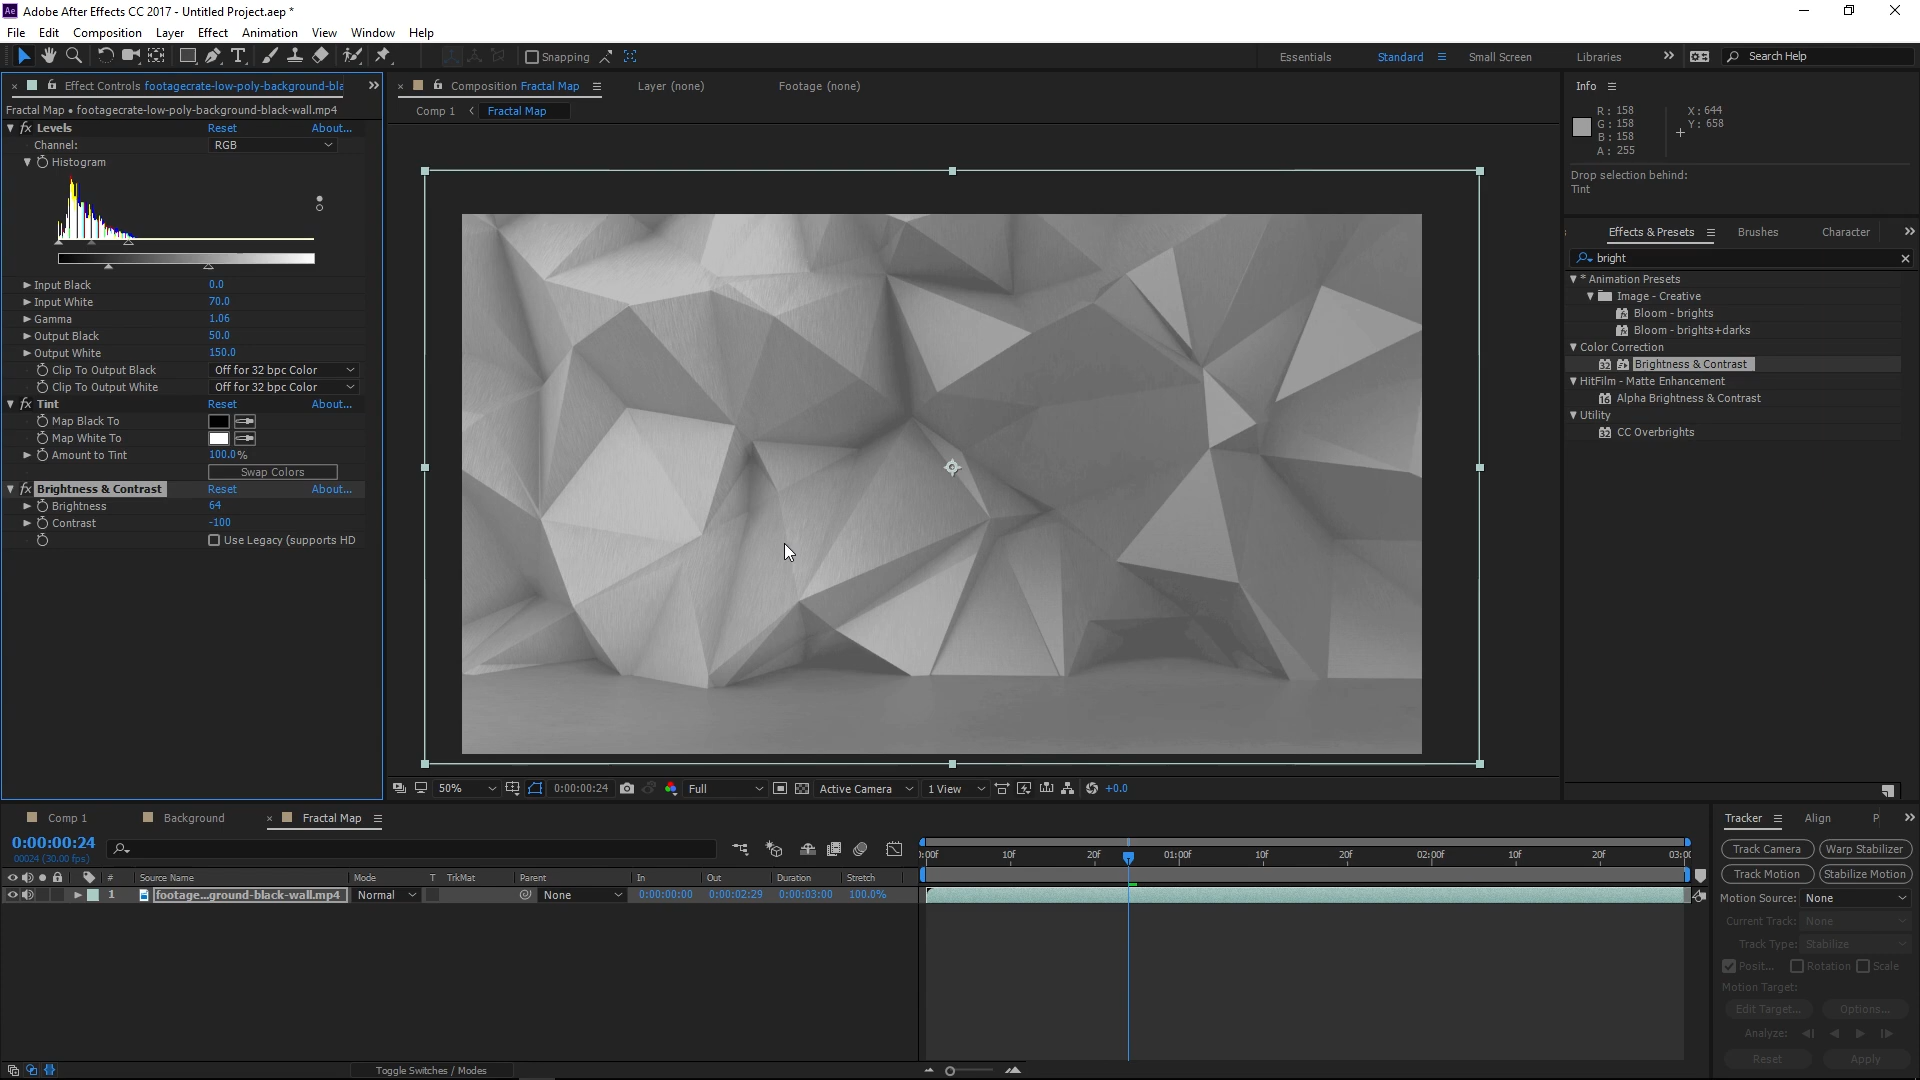 Ae Adobe After Effects CC 2017 - Untitled Project.aep *
File Edit Composition Layer Effect Animation View Window Help
Snapping Essentials Standard Small Screen Libraries Search Help
Effect Controls footagecrate-low-poly-background-bla
Composition Fractal Map Layer (none) Footage (none)
Info
Fractal Map • footagecrate-low-poly-background-black-wall.mp4
Comp 1 Fractal Map
R: 158 X: 644
G: 158 Y: 658
B: 158
A: 255
Drop selection behind:
Tint
fx Levels Reset About...
Channel: RGB
Histogram
Input Black 0.0
Input White 70.0
Gamma 1.06
Output Black 50.0
Output White 150.0
Clip To Output Black Off for 32 bpc Color
Clip To Output White Off for 32 bpc Color
fx Tint Reset About...
Map Black To
Map White To
Amount to Tint 100.0%
Swap Colors
fx Brightness & Contrast Reset About...
Brightness 64
Contrast -100
Use Legacy (supports HD
Effects & Presets Brushes Character
bright
* Animation Presets
Image - Creative
Bloom - brights
Bloom - brights+darks
Color Correction
32 Brightness & Contrast
HitFilm - Matte Enhancement
16 Alpha Brightness & Contrast
Utility
32 CC Overbrights
50% 0:00:00:24 Full Active Camera 1 View +0.0
Comp 1 Background Fractal Map
0:00:00:24
00024 (30.00 fps)
# Source Name Mode T TrkMat Parent In Out Duration Stretch
1 footage...ground-black-wall.mp4 Normal None 0:00:00:00 0:00:02:29 0:00:03:00 100.0%
):00f 10f 20f 01:00f 10f 20f 02:00f 10f 20f 03:0(
Toggle Switches / Modes
Tracker Align P
Track Camera Warp Stabilizer
Track Motion Stabilize Motion
Motion Source: None
Current Track: None
Track Type: Stabilize
Posit... Rotation Scale
Motion Target:
Edit Target... Options...
Analyze:
Reset Apply